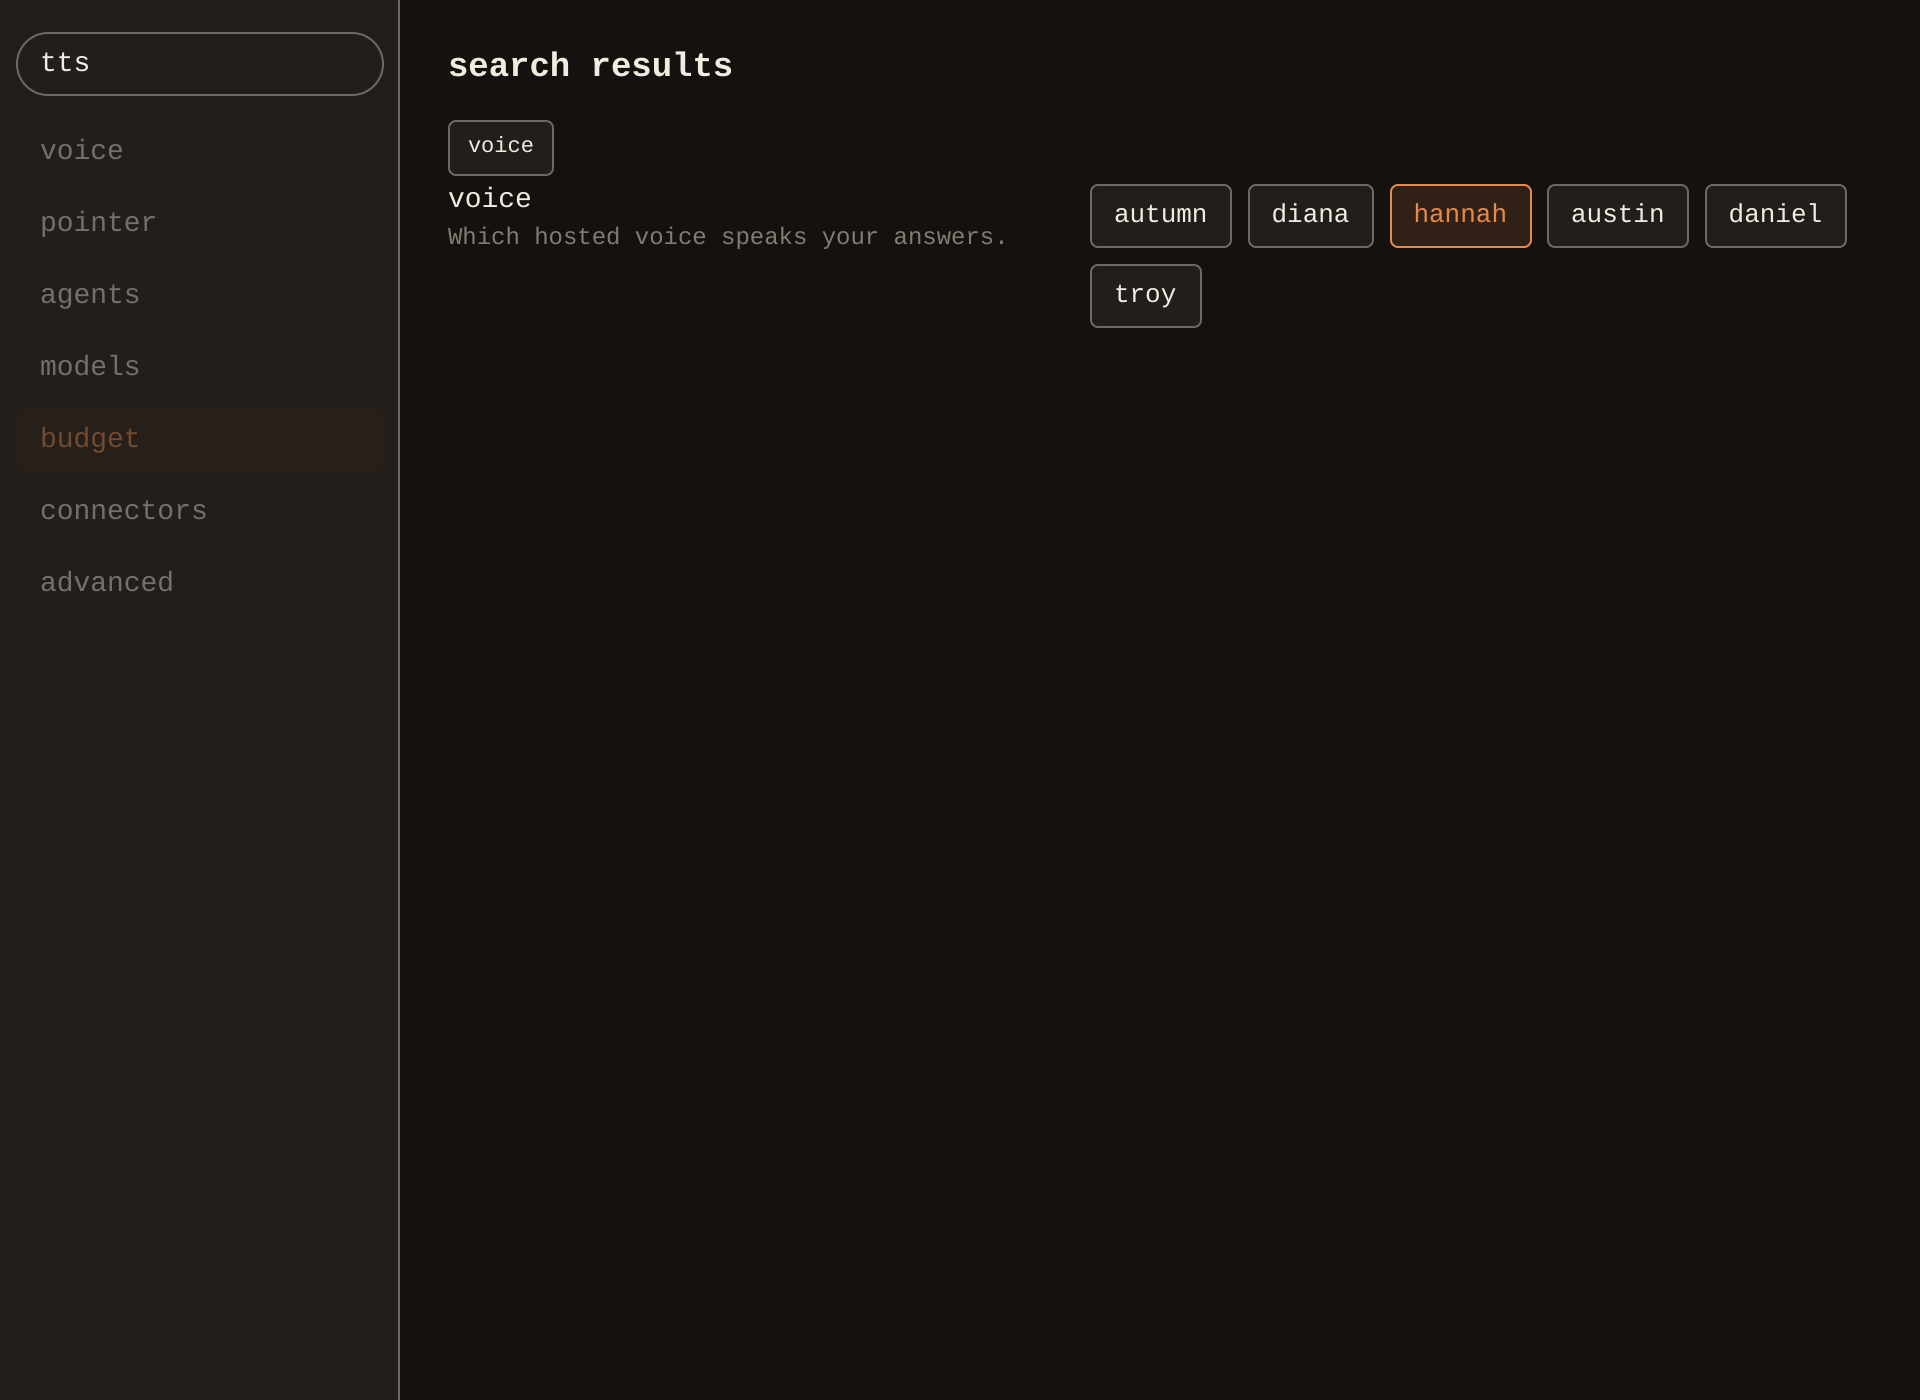 tts
voice
pointer
agents
models
budget
connectors
advanced
search results
voice
voice
Which hosted voice speaks your answers.
autumn diana hannah austin daniel
troy